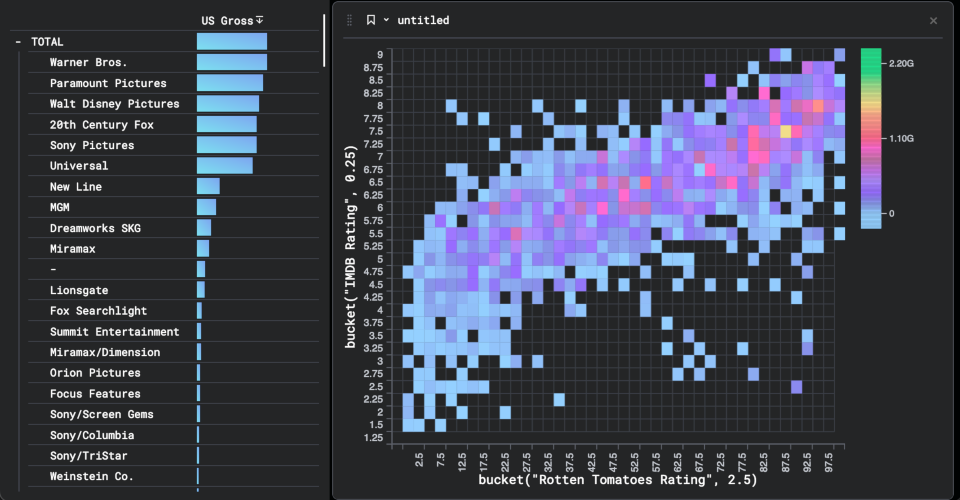 US Gross
untitled
- TOTAL
Warner Bros.
Paramount Pictures
Walt Disney Pictures
20th Century Fox
Sony Pictures
Universal
New Line
MGM
Dreamworks SKG
Miramax
-
Lionsgate
Fox Searchlight
Summit Entertainment
Miramax/Dimension
Orion Pictures
Focus Features
Sony/Screen Gems
Sony/Columbia
Sony/TriStar
Weinstein Co.
bucket("IMDB Rating", 0.25)
9
8.75
8.5
8.25
8
7.75
7.5
7.25
7
6.75
6.5
6.25
6
5.75
5.5
5.25
5
4.75
4.5
4.25
4
3.75
3.5
3.25
3
2.75
2.5
2.25
2
1.75
1.5
1.25
2.5
7.5
12.5
17.5
22.5
27.5
32.5
37.5
42.5
47.5
52.5
57.5
62.5
67.5
72.5
77.5
82.5
87.5
92.5
97.5
bucket("Rotten Tomatoes Rating", 2.5)
2.20G
1.10G
0